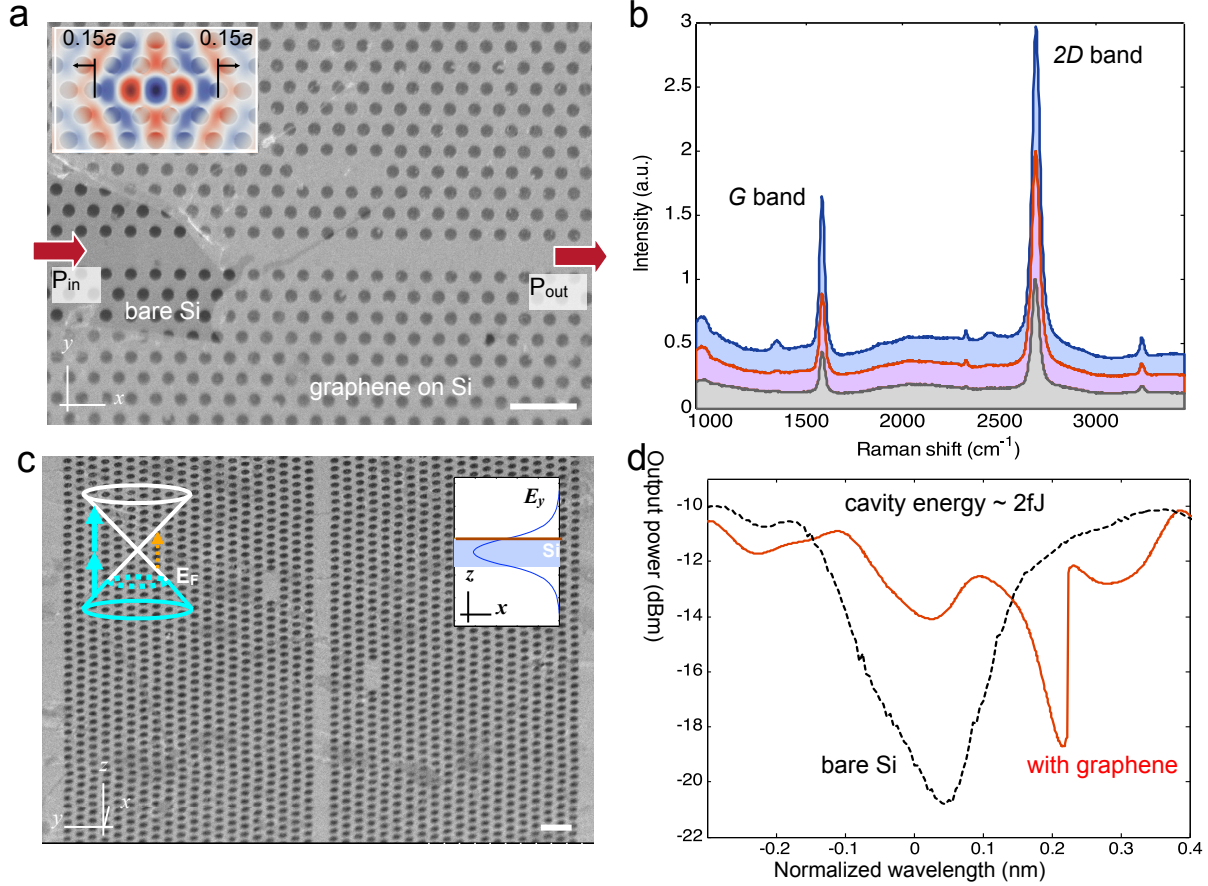 a
0.15a
0.15a
P_in
bare Si
P_out
y
x
graphene on Si
b
3
2.5
2
1.5
1
0.5
0
Intensity (a.u.)
G band
2D band
1000
1500
2000
2500
3000
Raman shift (cm⁻¹)
c
E_F
E_y
Si
z
x
z
x
y
d
Output power (dBm)
cavity energy ~ 2fJ
-10
-12
-14
-16
-18
-20
-22
bare Si
with graphene
-0.2
-0.1
0
0.1
0.2
0.3
0.4
Normalized wavelength (nm)